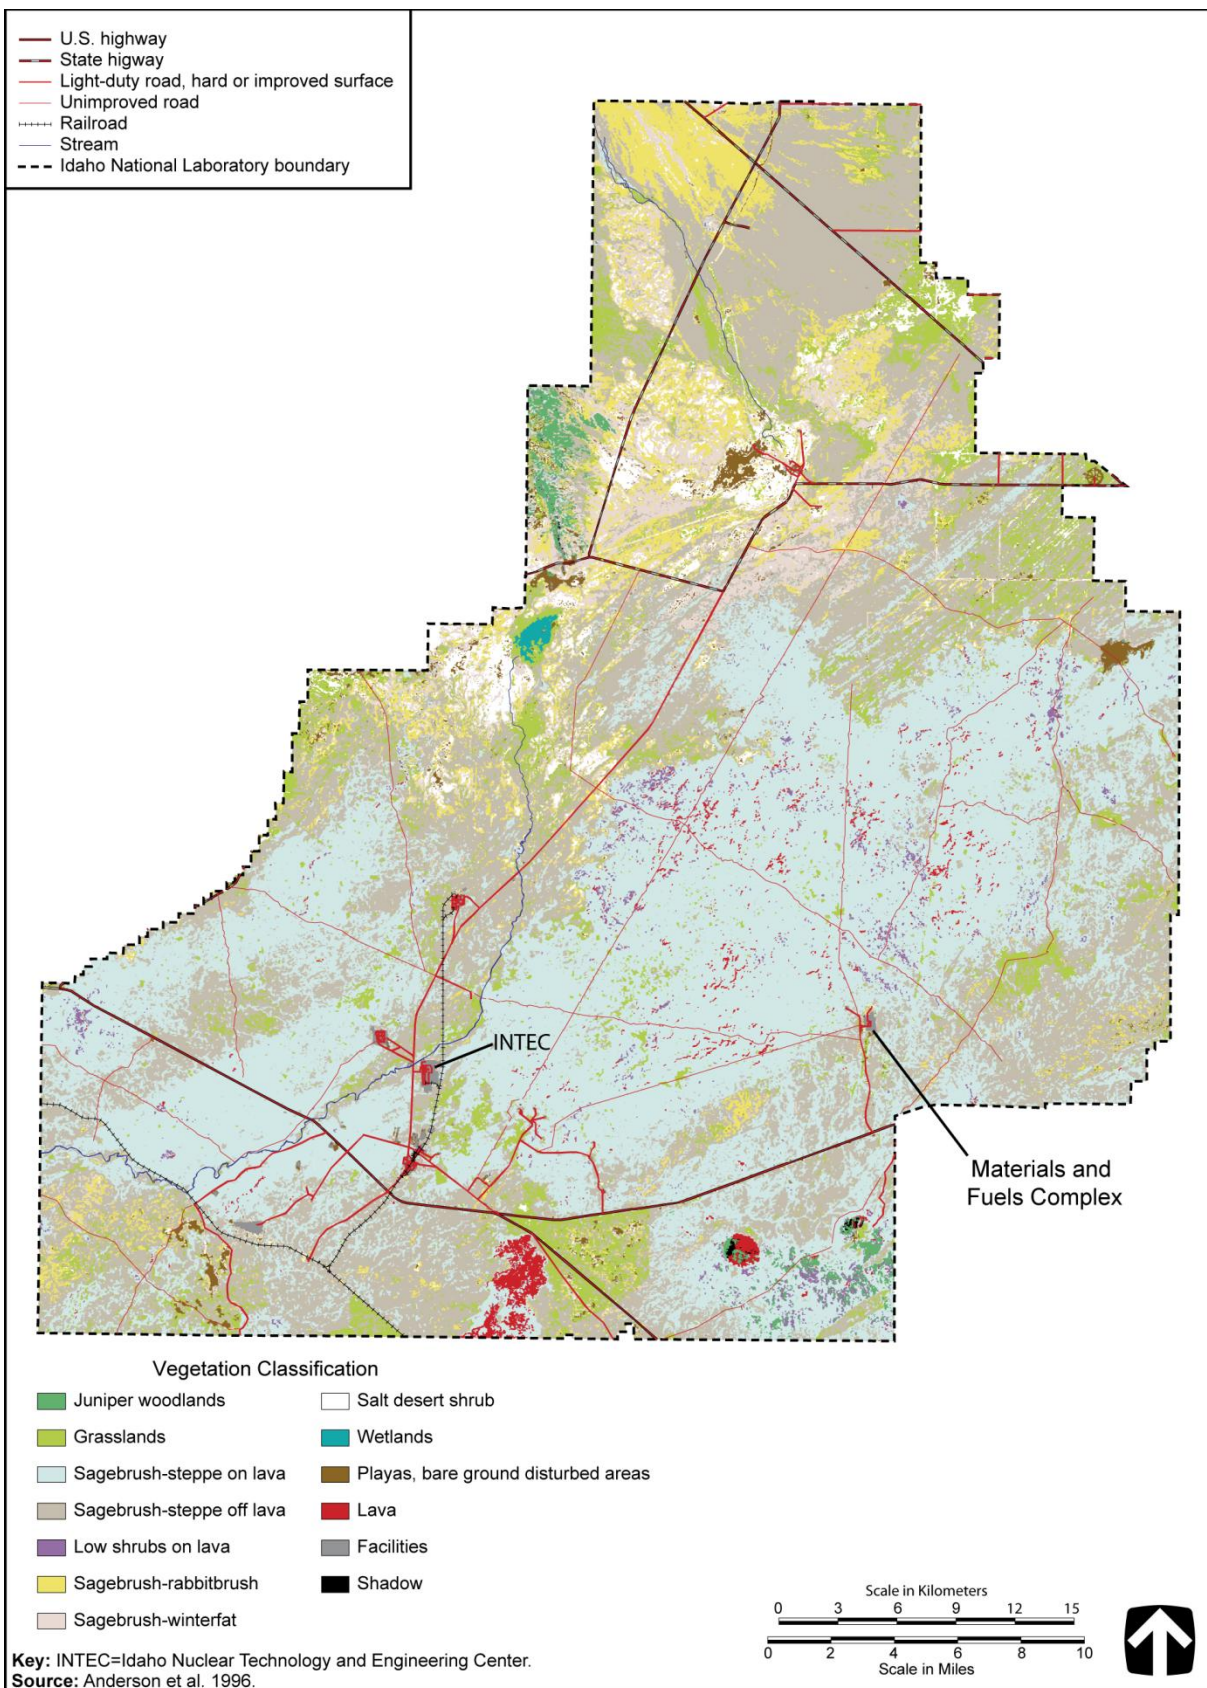 U.S. highway
State higway
Light-duty road, hard or improved surface
Unimproved road
Railroad
Stream
Idaho National Laboratory boundary
INTEC
Materials and
Fuels Complex
Vegetation Classification
Juniper woodlands
Grasslands
Sagebrush-steppe on lava
Sagebrush-steppe off lava
Low shrubs on lava
Sagebrush-rabbitbrush
Sagebrush-winterfat
Salt desert shrub
Wetlands
Playas, bare ground disturbed areas
Lava
Facilities
Shadow
Scale in Kilometers
0 3 6 9 12 15
0 2 4 6 8 10
Scale in Miles
Key: INTEC=Idaho Nuclear Technology and Engineering Center.
Source: Anderson et al. 1996.